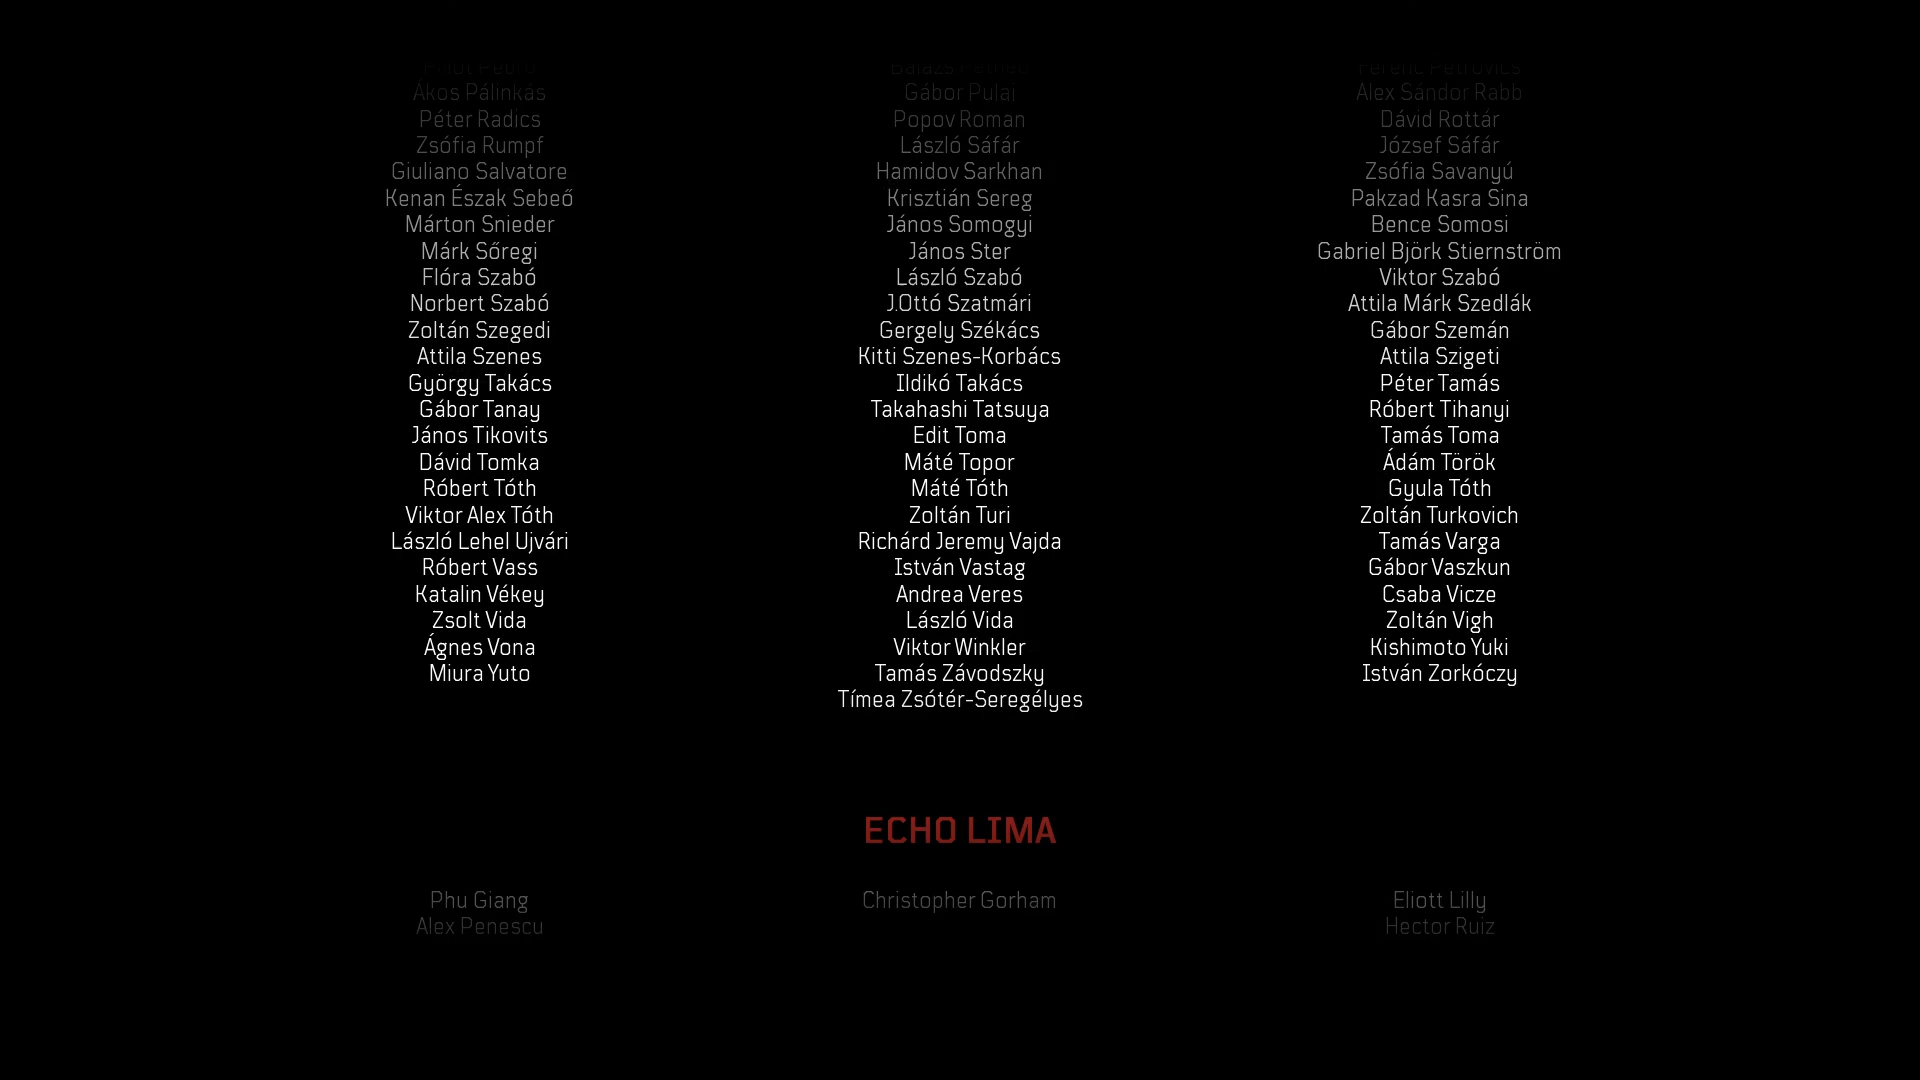 Ákos Pálinkás Gábor Pulai Alex Sándor Rabb
Péter Radics Popov Roman Dávid Rottár
Zsófia Rumpf László Sáfár József Sáfár
Giuliano Salvatore Hamidov Sarkhan Zsófia Savanyú
Kenan Észak Sebeő Krisztián Sereg Pakzad Kasra Sina
Márton Snieder János Somogyi Bence Somosi
Márk Sőregi János Ster Gabriel Björk Stiernström
Flóra Szabó László Szabó Viktor Szabó
Norbert Szabó J.Ottó Szatmári Attila Márk Szedlák
Zoltán Szegedi Gergely Székács Gábor Szemán
Attila Szenes Kitti Szenes-Korbács Attila Szigeti
György Takács Ildikó Takács Péter Tamás
Gábor Tanay Takahashi Tatsuya Róbert Tihanyi
János Tikovits Edit Toma Tamás Toma
Dávid Tomka Máté Topor Ádám Török
Róbert Tóth Máté Tóth Gyula Tóth
Viktor Alex Tóth Zoltán Turi Zoltán Turkovich
László Lehel Ujvári Richárd Jeremy Vajda Tamás Varga
Róbert Vass István Vastag Gábor Vaszkun
Katalin Vékey Andrea Veres Csaba Vicze
Zsolt Vida László Vida Zoltán Vigh
Ágnes Vona Viktor Winkler Kishimoto Yuki
Miura Yuto Tamás Závodszky István Zorkóczy
Tímea Zsótér-Seregélyes
ECHO LIMA
Phu Giang Christopher Gorham Eliott Lilly
Alex Penescu Hector Ruiz